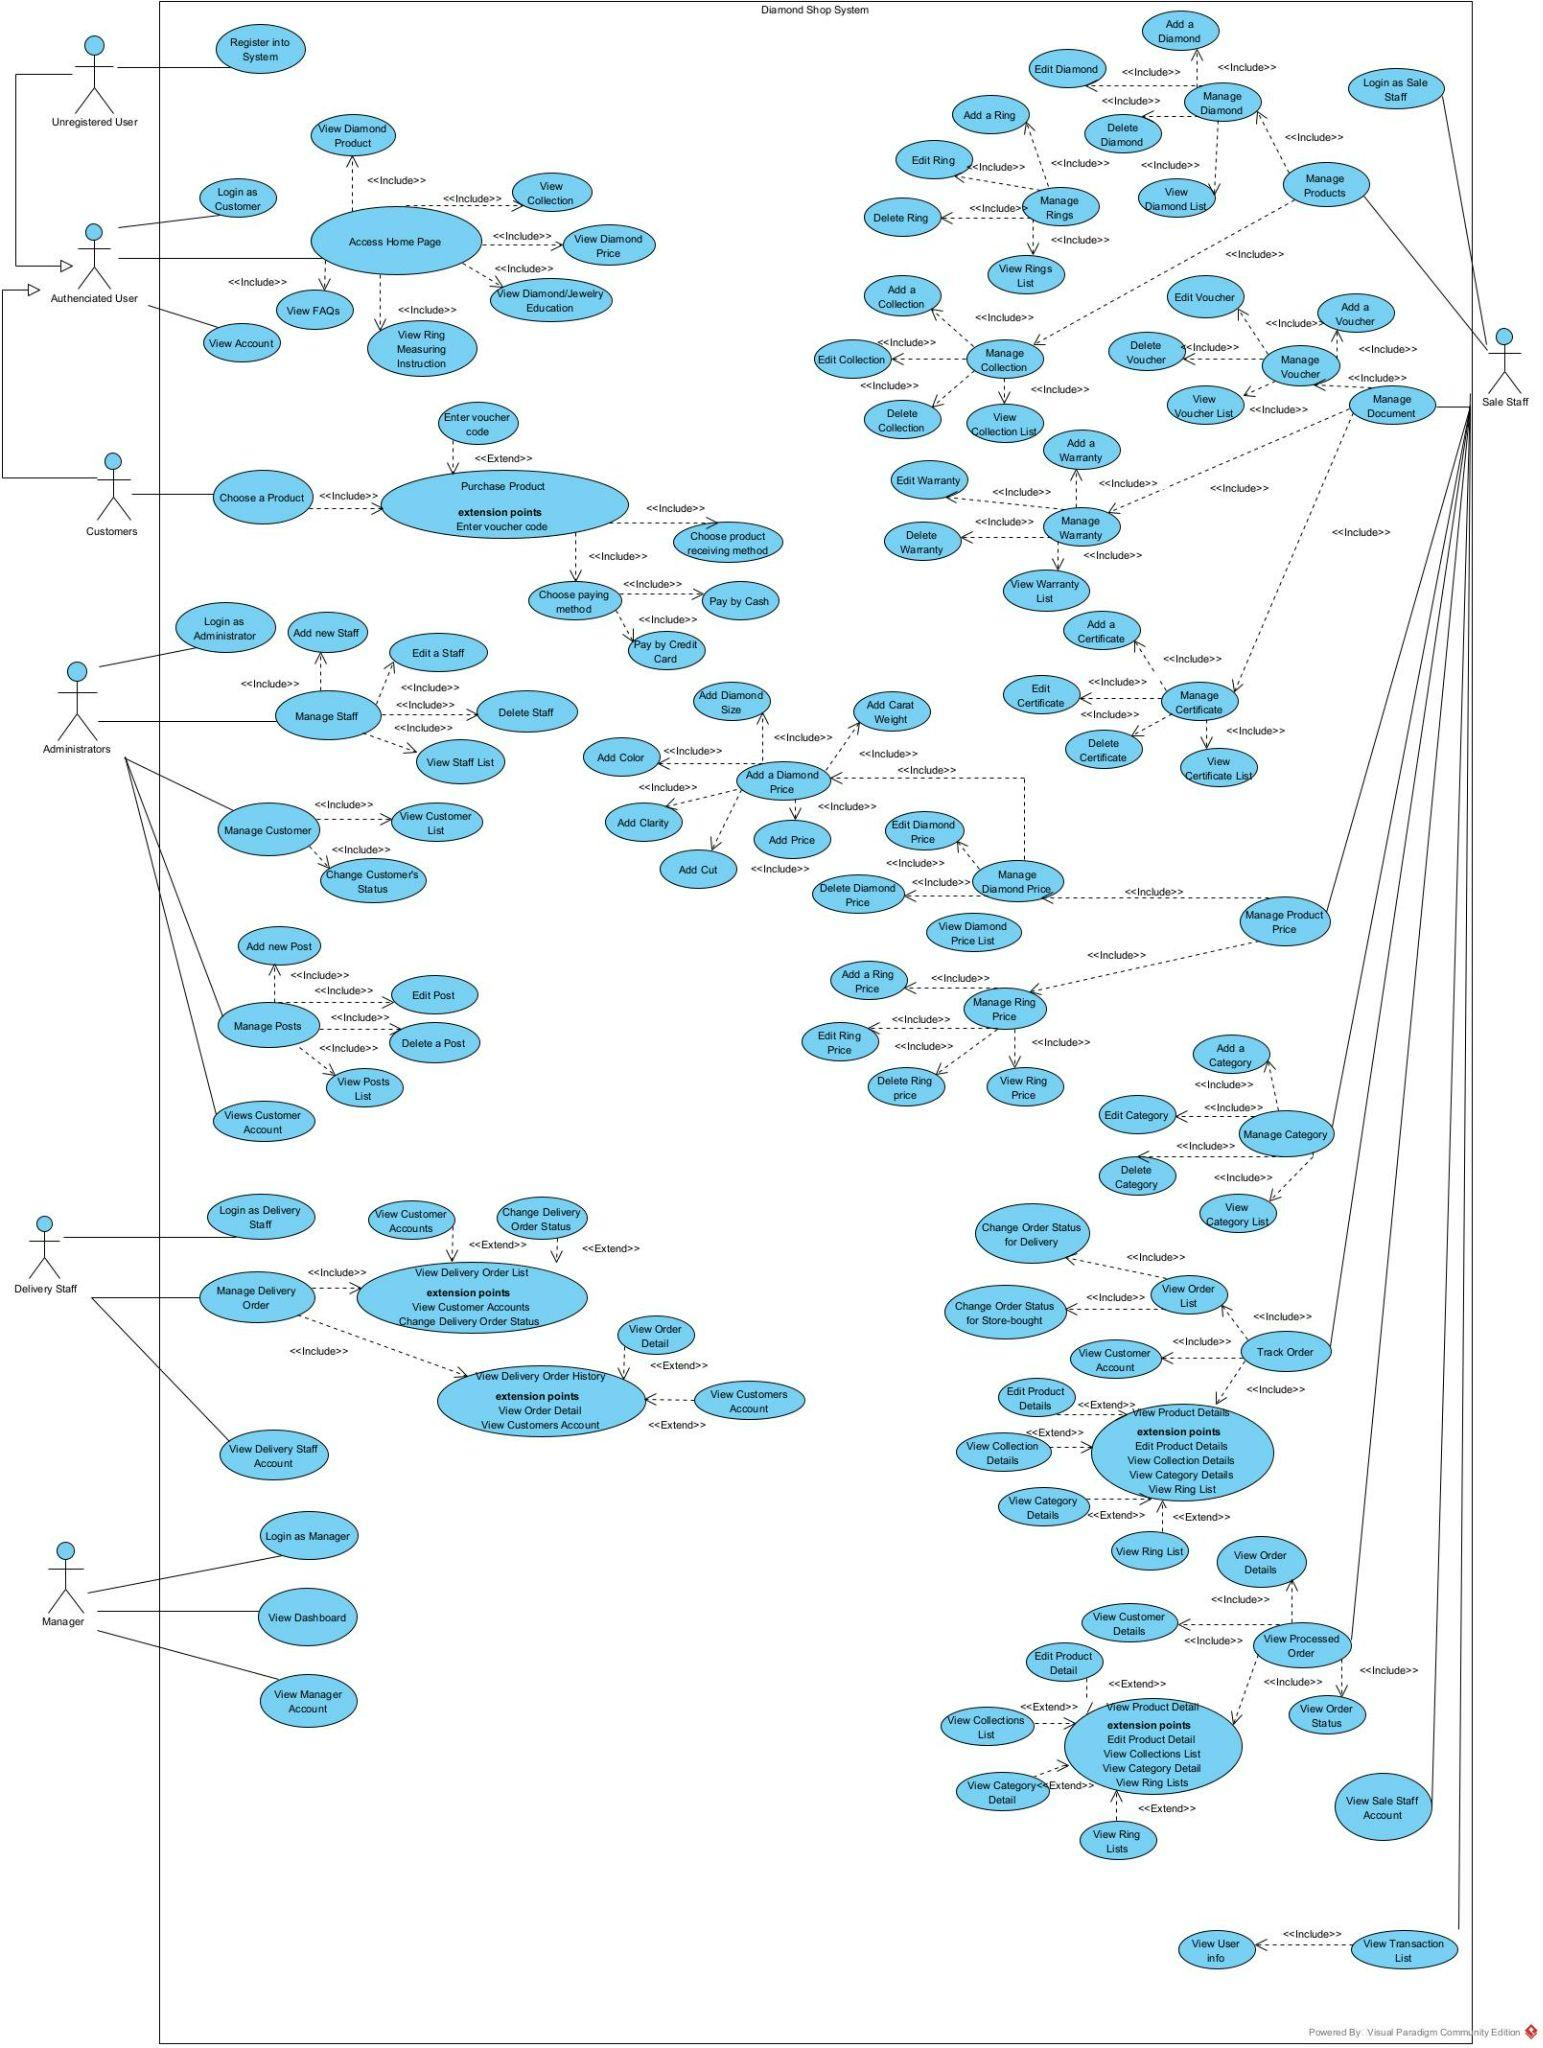 Diamond Shop System
Unregistered User
Register into
System
Authenciated User
Login as
Customer
Access Home Page
View Diamond
Product
<<Include>>
View
Collection
<<Include>>
View Diamond
Price
<<Include>>
View Diamond/Jewelry
Education
<<Include>>
View FAQs
<<Include>>
View Ring
Measuring
Instruction
<<Include>>
View Account
Customers
Choose a Product
<<Include>>
Enter voucher
code
<<Extend>>
Purchase Product
extension points
Enter voucher code
<<Include>>
Choose product
receiving method
<<Include>>
Choose paying
method
<<Include>>
Pay by Cash
<<Include>>
Pay by Credit
Card
Administrators
Login as
Administrator
Manage Staff
Add new Staff
<<Include>>
Edit a Staff
<<Include>>
Delete Staff
<<Include>>
View Staff List
<<Include>>
Manage Customer
<<Include>>
View Customer
List
<<Include>>
Change Customer's
Status
Manage Posts
Add new Post
<<Include>>
Edit Post
<<Include>>
Delete a Post
<<Include>>
View Posts
List
<<Include>>
Views Customer
Account
Delivery Staff
Login as Delivery
Staff
Manage Delivery
Order
<<Include>>
View Customer
Accounts
<<Extend>>
Change Delivery
Order Status
<<Extend>>
View Delivery Order List
extension points
View Customer Accounts
Change Delivery Order Status
<<Include>>
View Order
Detail
<<Extend>>
View Delivery Order History
extension points
View Order Detail
View Customers Account
View Customers
Account
<<Extend>>
View Delivery Staff
Account
Manager
Login as Manager
View Dashboard
View Manager
Account
Sale Staff
Login as Sale
Staff
Manage
Products
<<Include>>
Manage
Diamond
Add a
Diamond
<<Include>>
Edit Diamond
<<Include>>
Delete
Diamond
<<Include>>
View
Diamond List
<<Include>>
Manage
Rings
Add a Ring
<<Include>>
Edit Ring
<<Include>>
Delete Ring
<<Include>>
View Rings
List
<<Include>>
<<Include>>
Manage
Collection
Add a
Collection
<<Include>>
Edit Collection
<<Include>>
Delete
Collection
<<Include>>
View
Collection List
<<Include>>
Manage
Document
<<Include>>
Manage
Voucher
Edit Voucher
<<Include>>
Add a
Voucher
<<Include>>
Delete
Voucher
<<Include>>
View
Voucher List
<<Include>>
<<Include>>
Manage
Warranty
Add a
Warranty
<<Include>>
Edit Warranty
<<Include>>
Delete
Warranty
<<Include>>
View Warranty
List
<<Include>>
<<Include>>
Manage
Certificate
Add a
Certificate
<<Include>>
Edit
Certificate
<<Include>>
Delete
Certificate
<<Include>>
View
Certificate List
<<Include>>
Add a Diamond
Price
Add Diamond
Size
<<Include>>
Add Carat
Weight
<<Include>>
Add Color
<<Include>>
Add Clarity
<<Include>>
Add Cut
<<Include>>
Add Price
<<Include>>
<<Include>>
Manage
Diamond Price
Edit Diamond
Price
<<Include>>
Delete Diamond
Price
<<Include>>
View Diamond
Price List
<<Include>>
Manage Product
Price
<<Include>>
Manage Ring
Price
Add a Ring
Price
<<Include>>
Edit Ring
Price
<<Include>>
Delete Ring
price
<<Include>>
View Ring
Price
<<Include>>
Manage Category
Add a
Category
<<Include>>
Edit Category
<<Include>>
Delete
Category
<<Include>>
View
Category List
<<Include>>
Track Order
<<Include>>
View Order
List
Change Order Status
for Delivery
<<Include>>
Change Order Status
for Store-bought
<<Include>>
View Customer
Account
<<Include>>
<<Include>>
View Product Details
extension points
Edit Product Details
View Collection Details
View Category Details
View Ring List
Edit Product
Details
<<Extend>>
View Collection
Details
<<Extend>>
View Category
Details
<<Extend>>
View Ring List
<<Extend>>
View Processed
Order
View Order
Details
<<Include>>
View Customer
Details
<<Include>>
View Order
Status
<<Include>>
<<Include>>
View Product Detail
extension points
Edit Product Detail
View Collections List
View Category Detail
View Ring Lists
Edit Product
Detail
<<Extend>>
View Collections
List
<<Extend>>
View Category
Detail
<<Extend>>
View Ring
Lists
<<Extend>>
View Sale Staff
Account
View User
info
<<Include>>
View Transaction
List
Powered By Visual Paradigm Community Edition